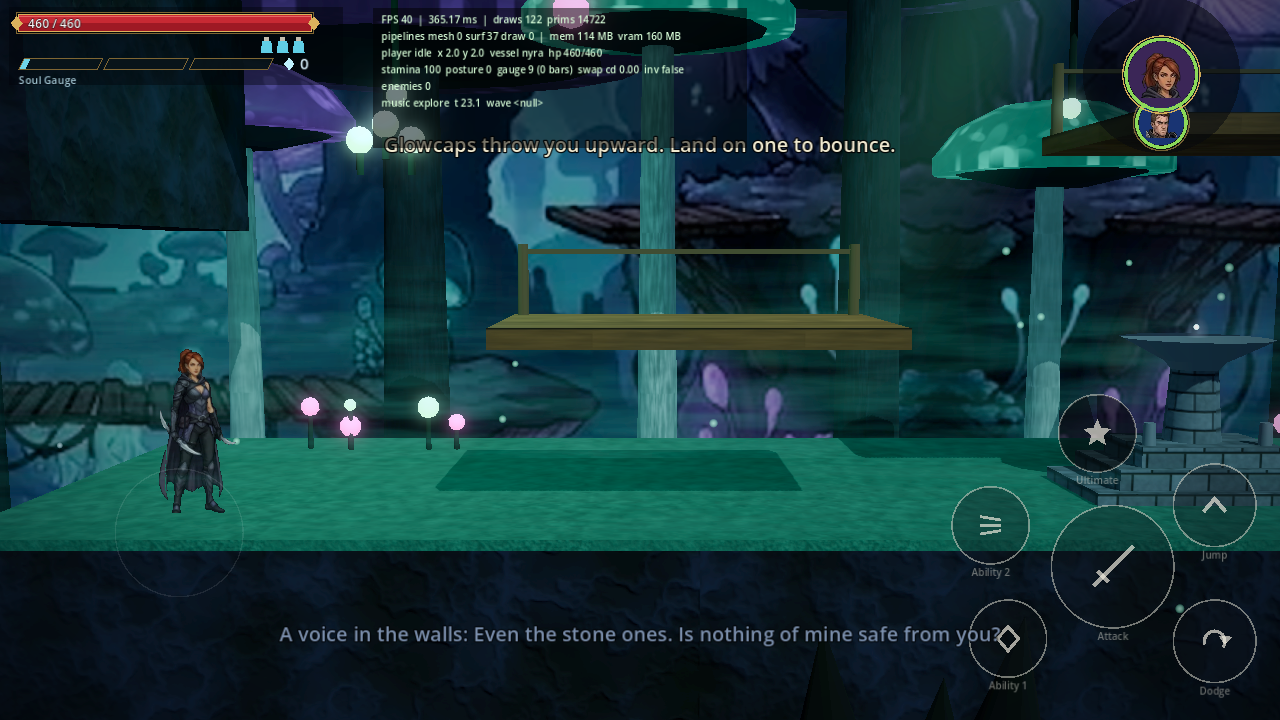 460 / 460
0
Soul Gauge
FPS 40 | 365.17 ms | draws 122 prims 14722
pipelines mesh 0 surf 37 draw 0 | mem 114 MB vram 160 MB
player idle x 2.0 y 2.0 vessel nyra hp 460/460
stamina 100 posture 0 gauge 9 (0 bars) swap cd 0.00 inv false
enemies 0
music explore t 23.1 wave <null>
Glowcaps throw you upward. Land on one to bounce.
Ultimate
Jump
Ability 2
Attack
A voice in the walls: Even the stone ones. Is nothing of mine safe from you?
Ability 1
Dodge